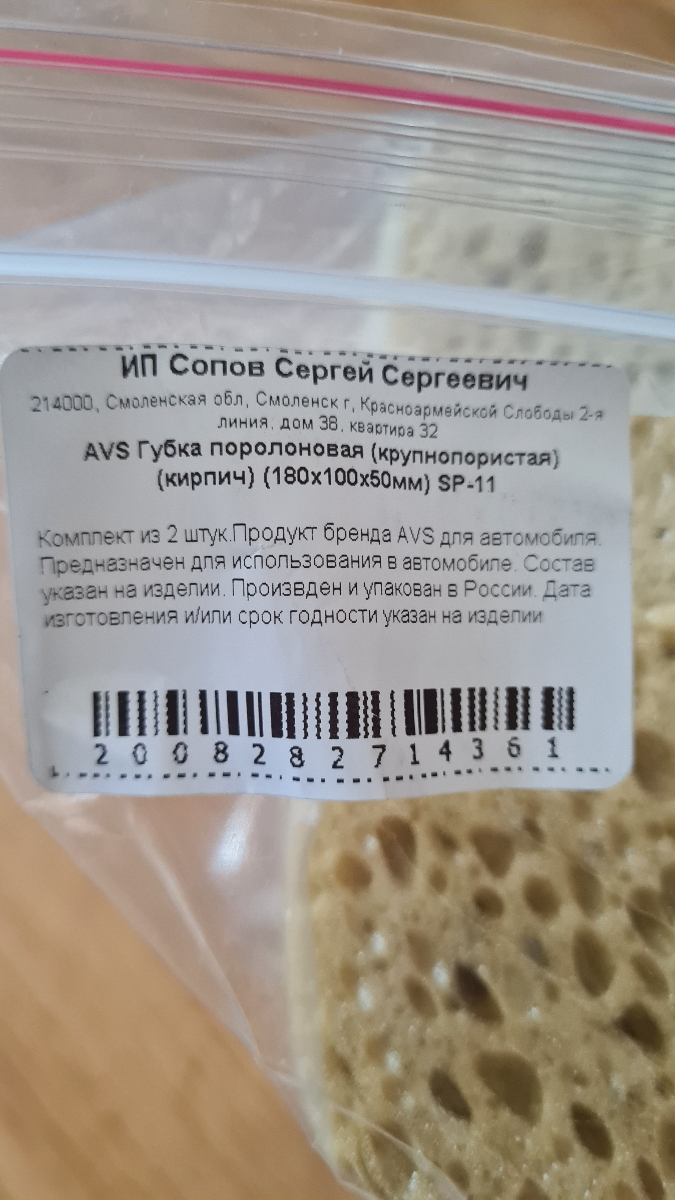 ИП Сопов Сергей Сергеевич
214000, Смоленская обл, Смоленск г, Красноармейской Слободы 2-я
линия, дом 38, квартира 32
AVS Губка поролоновая (крупнопористая)
(кирпич) (180х100х50мм) SP-11
Комплект из 2 штук.Продукт бренда AVS для автомобиля.
Предназначен для использования в автомобиле. Состав
указан на изделии. Произвден и упакован в России. Дата
изготовления и/или срок годности указан на изделии
2008282714361